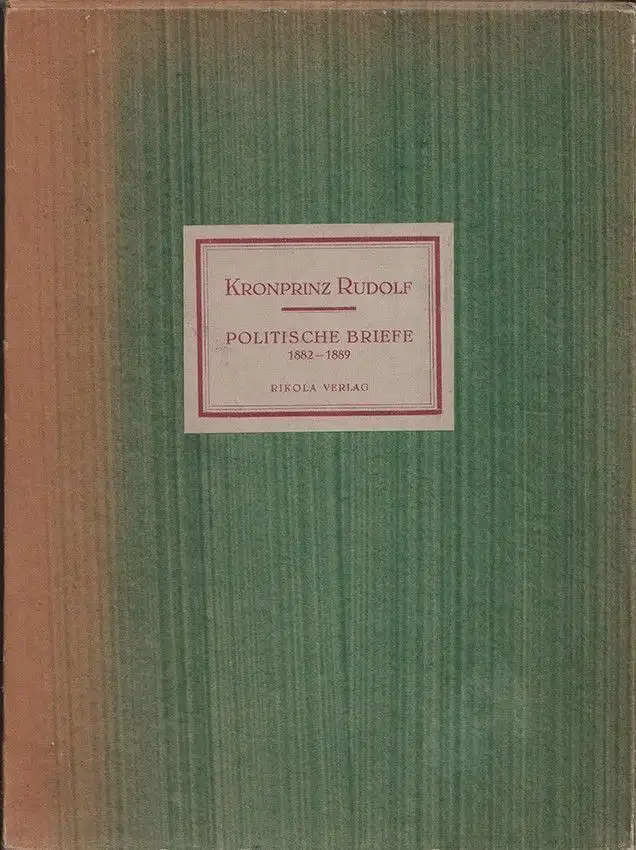 KRONPRINZ RUDOLF
POLITISCHE BRIEFE
1882–1889
RIKOLA VERLAG